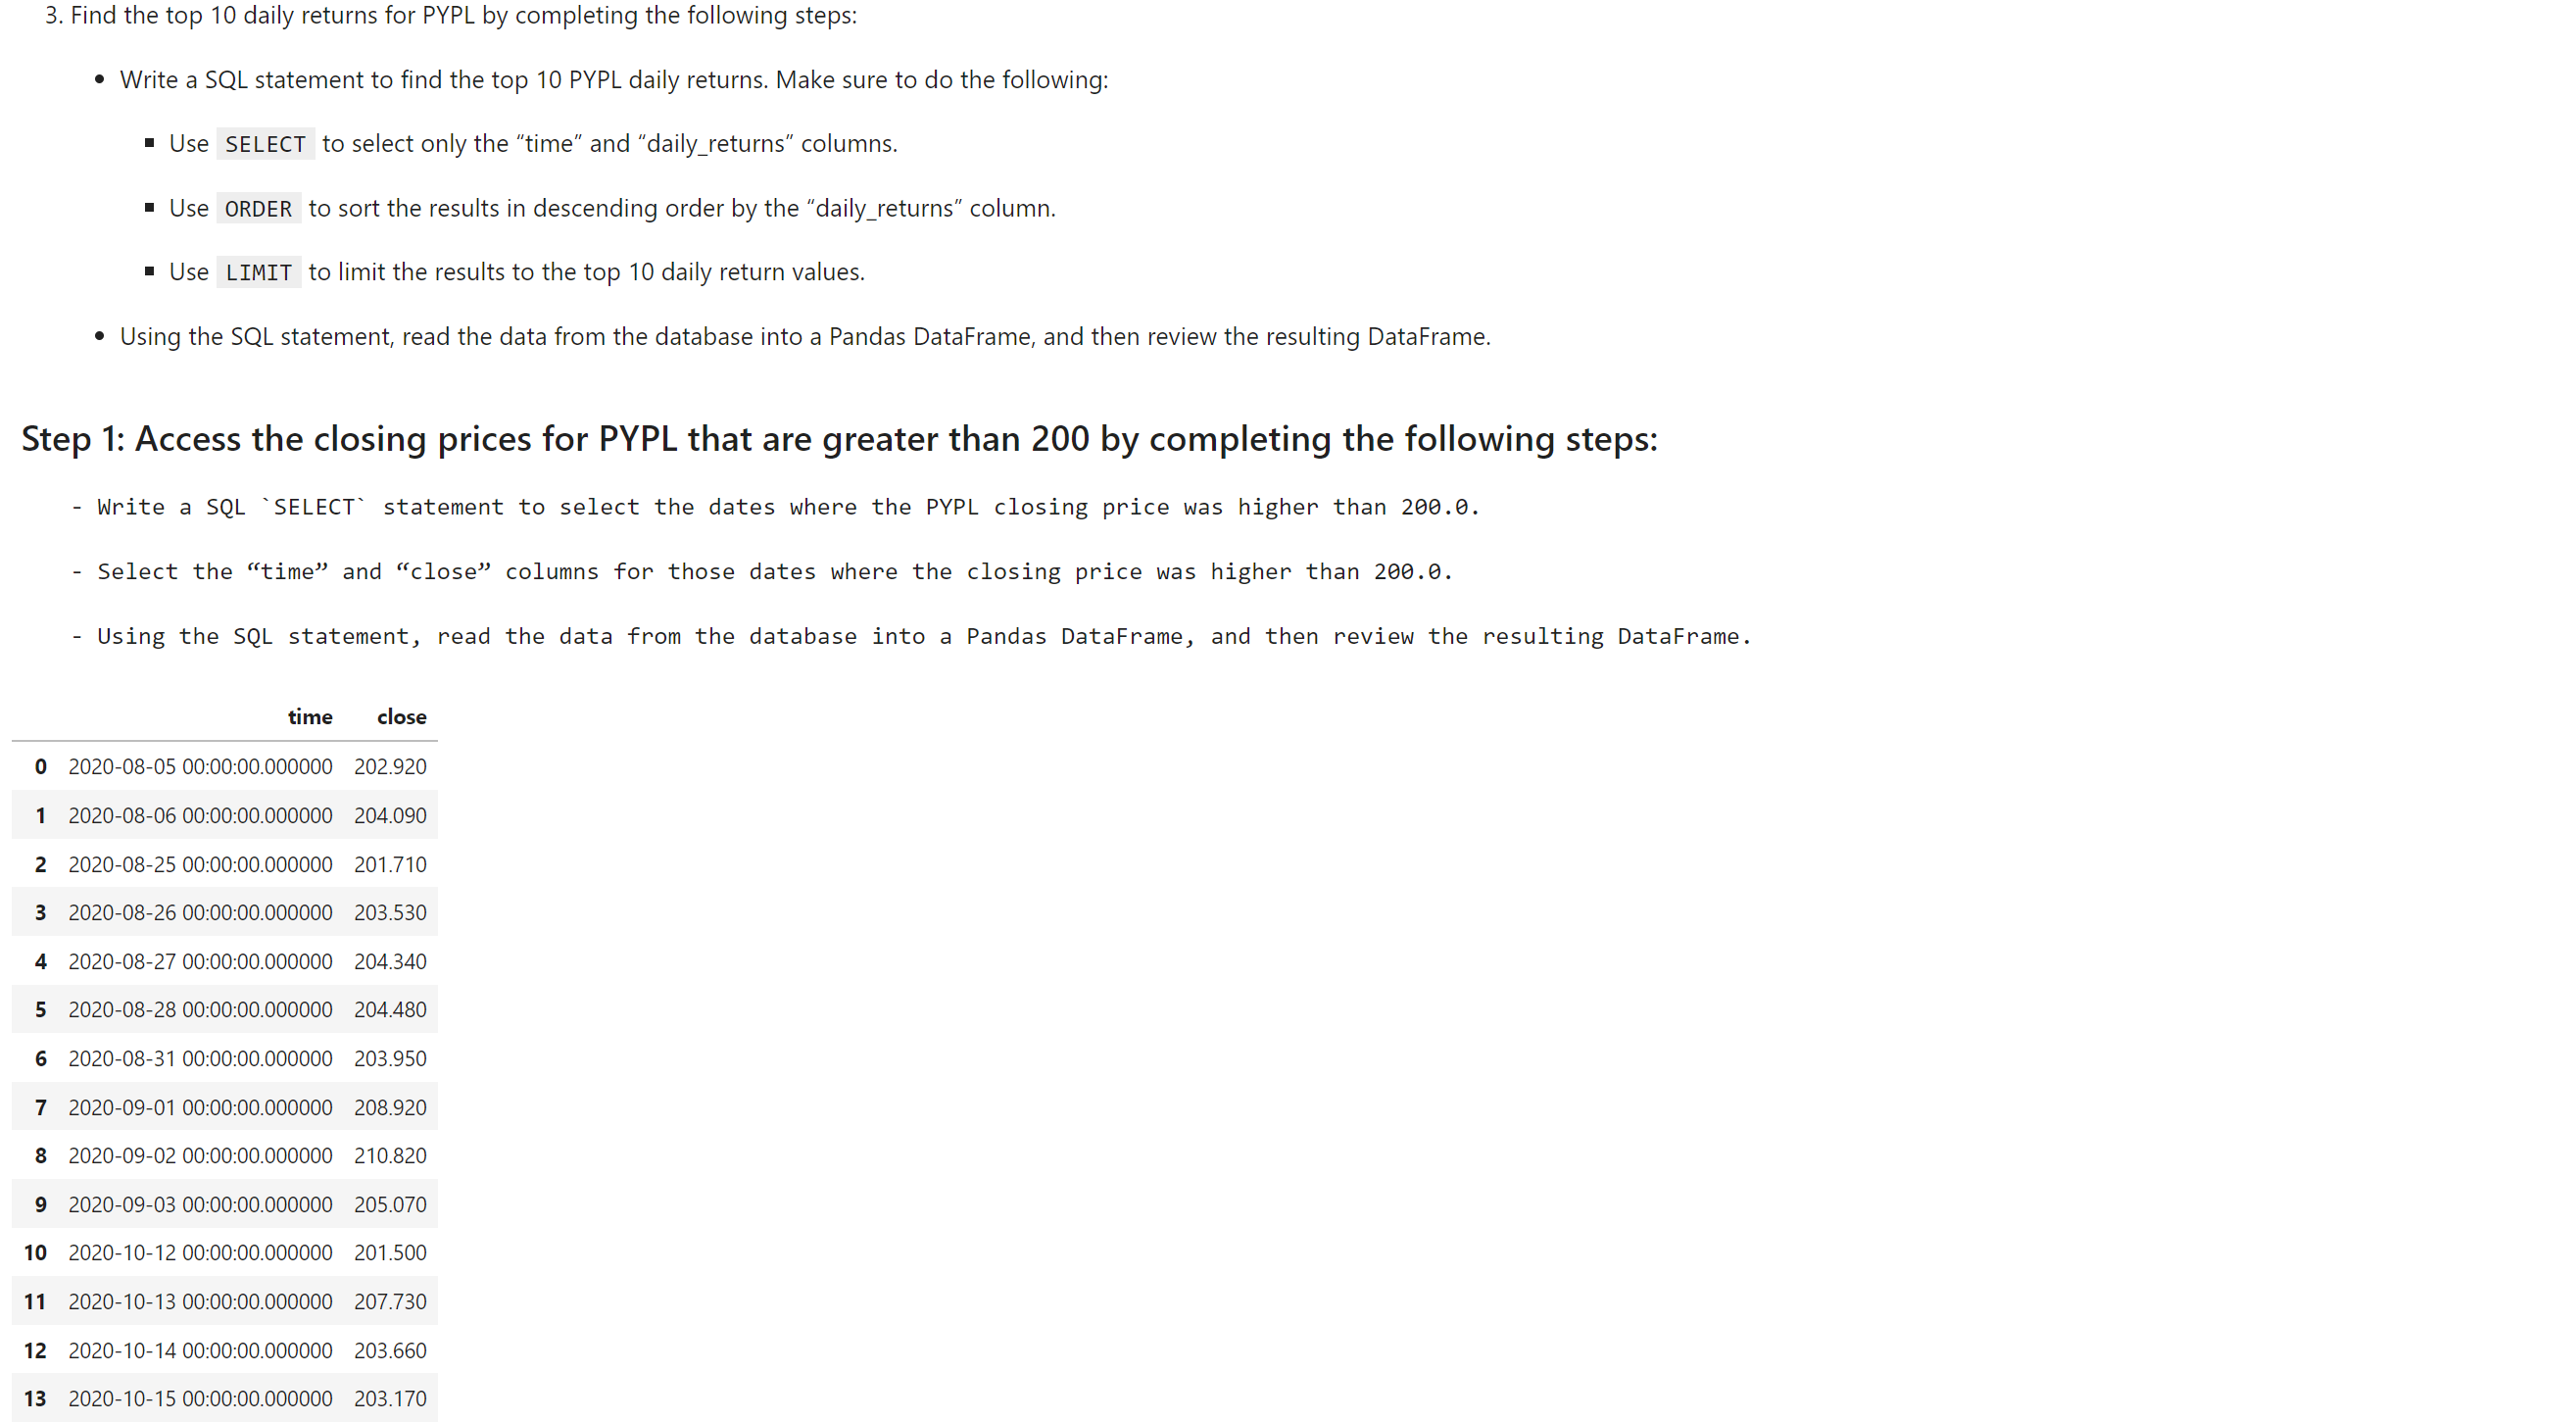 3. Find the top 10 daily returns for PYPL by completing the following steps:
• Write a SQL statement to find the top 10 PYPL daily returns. Make sure to do the following:
▪ Use SELECT to select only the “time” and “daily_returns” columns.
▪ Use ORDER to sort the results in descending order by the “daily_returns” column.
▪ Use LIMIT to limit the results to the top 10 daily return values.
• Using the SQL statement, read the data from the database into a Pandas DataFrame, and then review the resulting DataFrame.
Step 1: Access the closing prices for PYPL that are greater than 200 by completing the following steps:
- Write a SQL `SELECT` statement to select the dates where the PYPL closing price was higher than 200.0.
- Select the “time” and “close” columns for those dates where the closing price was higher than 200.0.
- Using the SQL statement, read the data from the database into a Pandas DataFrame, and then review the resulting DataFrame.
time close
0 2020-08-05 00:00:00.000000 202.920
1 2020-08-06 00:00:00.000000 204.090
2 2020-08-25 00:00:00.000000 201.710
3 2020-08-26 00:00:00.000000 203.530
4 2020-08-27 00:00:00.000000 204.340
5 2020-08-28 00:00:00.000000 204.480
6 2020-08-31 00:00:00.000000 203.950
7 2020-09-01 00:00:00.000000 208.920
8 2020-09-02 00:00:00.000000 210.820
9 2020-09-03 00:00:00.000000 205.070
10 2020-10-12 00:00:00.000000 201.500
11 2020-10-13 00:00:00.000000 207.730
12 2020-10-14 00:00:00.000000 203.660
13 2020-10-15 00:00:00.000000 203.170